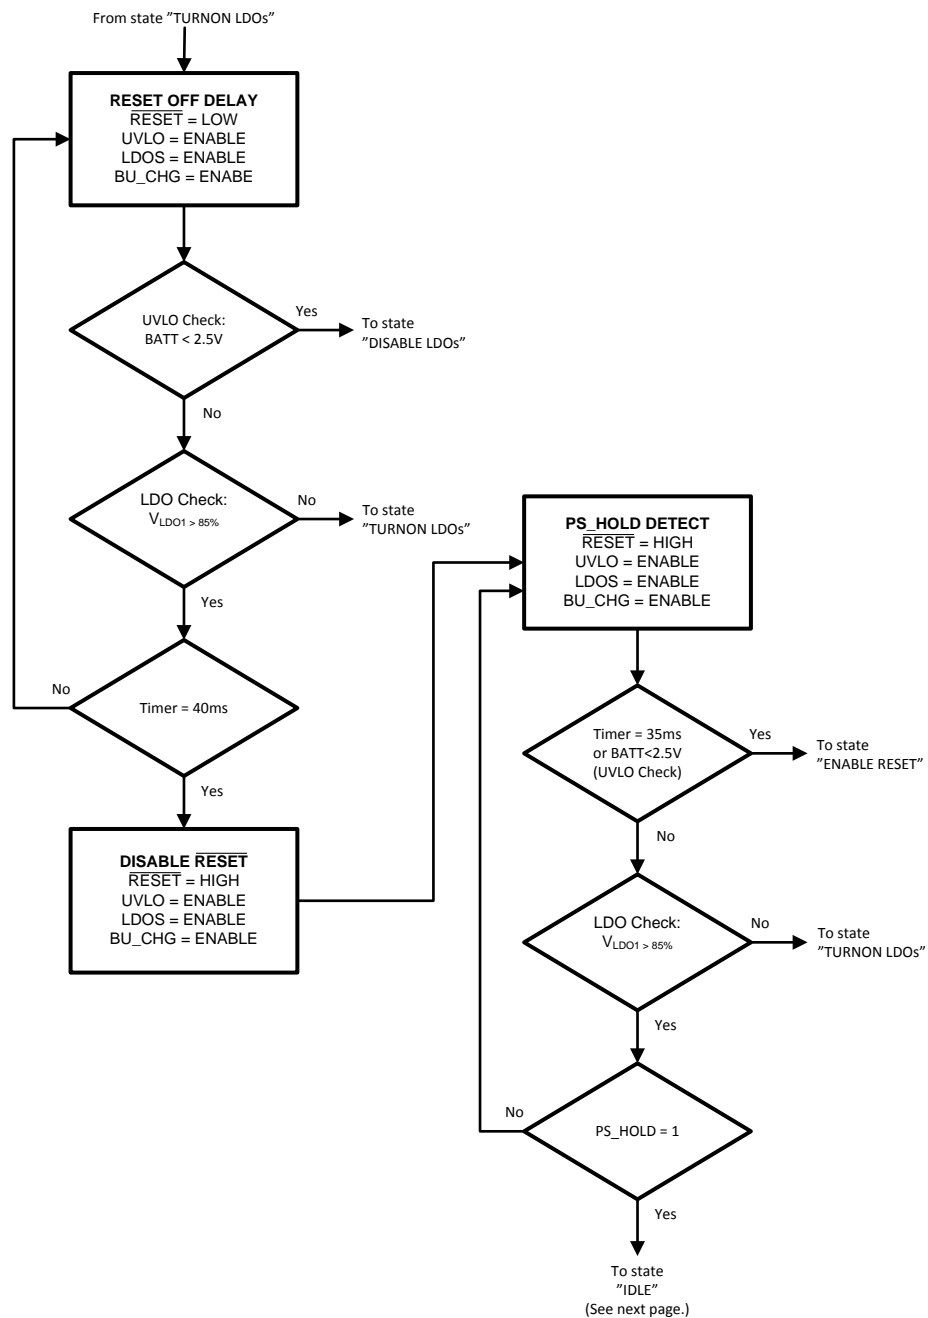 From state ”TURNON LDOs”
RESET OFF DELAY
RESET = LOW
UVLO = ENABLE
LDOS = ENABLE
BU_CHG = ENABE
UVLO Check:
BATT < 2.5V
Yes
To state
”DISABLE LDOs”
No
LDO Check:
VLDO1 > 85%
No
To state
”TURNON LDOs”
Yes
Timer = 40ms
No
Yes
DISABLE RESET
RESET = HIGH
UVLO = ENABLE
LDOS = ENABLE
BU_CHG = ENABLE
PS_HOLD DETECT
RESET = HIGH
UVLO = ENABLE
LDOS = ENABLE
BU_CHG = ENABLE
Timer = 35ms
or BATT<2.5V
(UVLO Check)
Yes
To state
”ENABLE RESET”
No
LDO Check:
VLDO1 > 85%
No
To state
”TURNON LDOs”
Yes
PS_HOLD = 1
No
Yes
To state
”IDLE”
(See next page.)